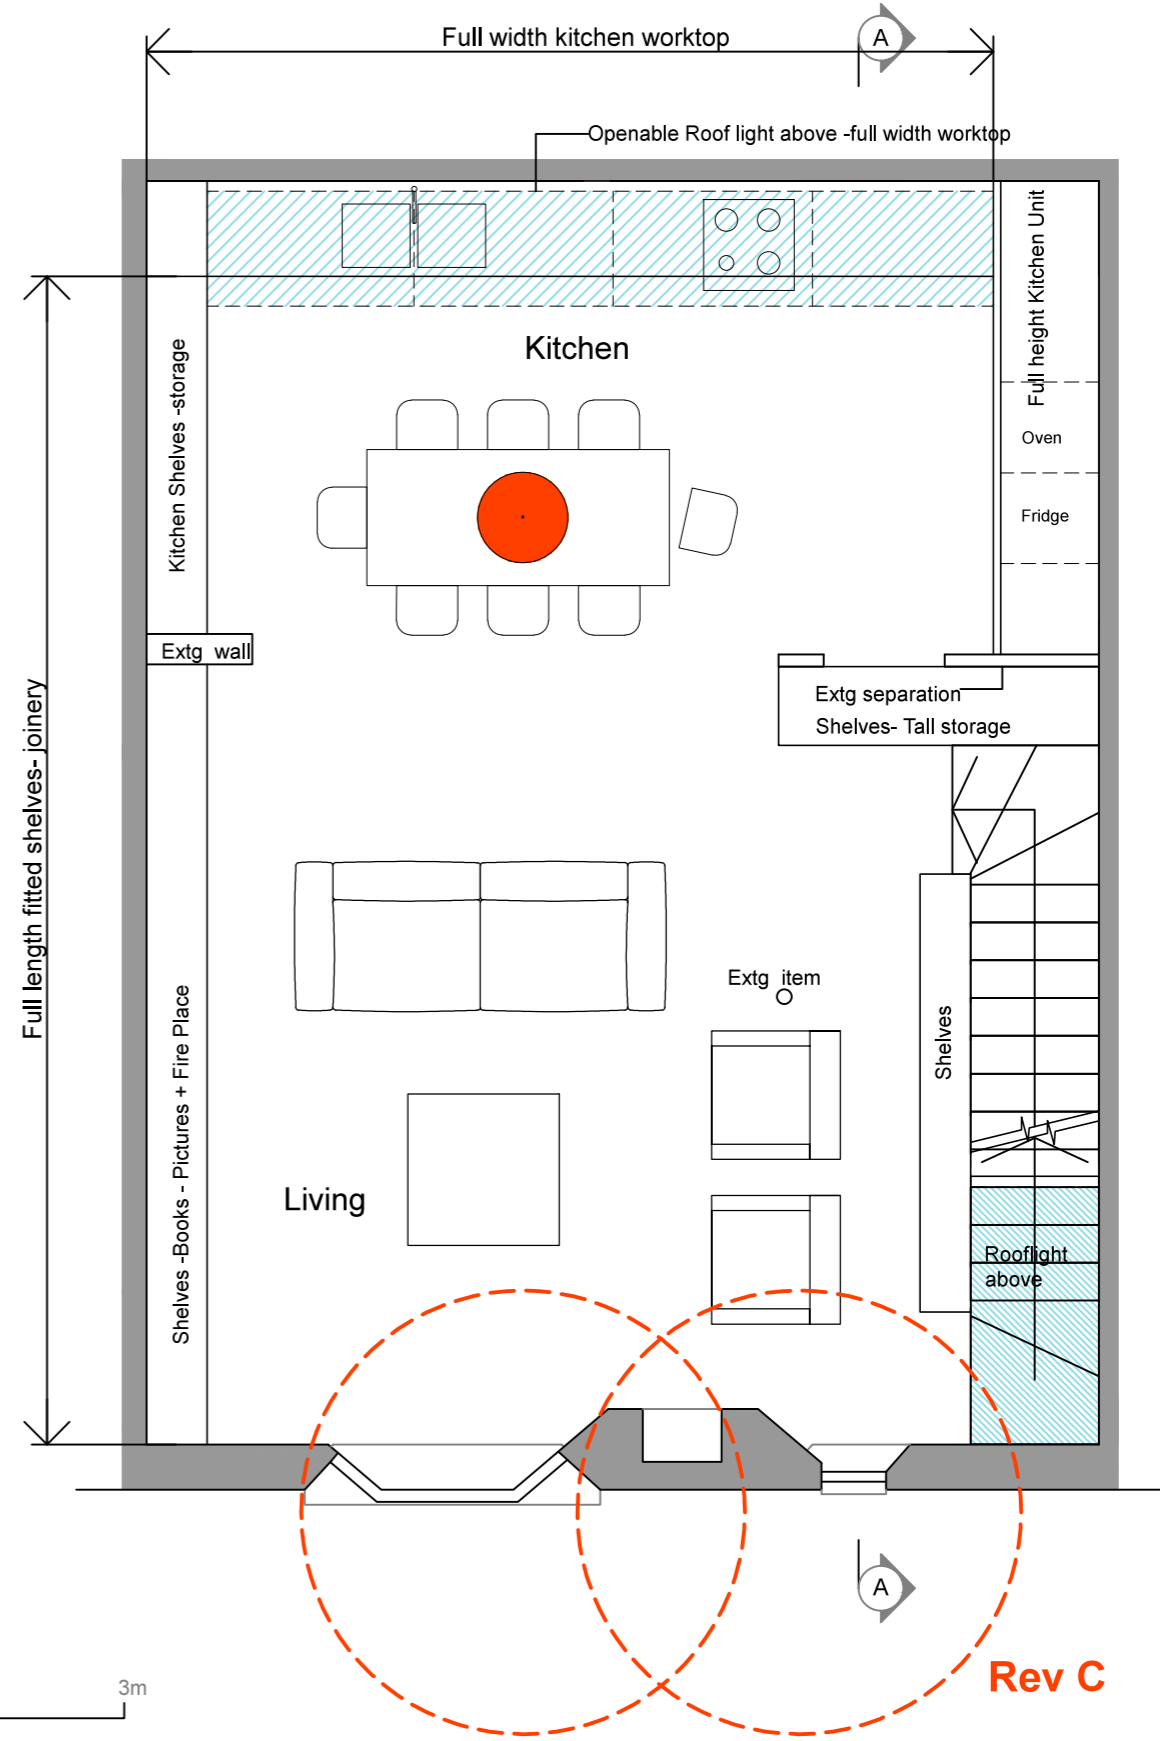 Full width kitchen worktop
A
Openable Roof light above -full width worktop
Full height Kitchen Unit
Kitchen
Kitchen Shelves -storage
Oven
Fridge
Extg wall
Extg separation
Shelves- Tall storage
Full length fitted shelves- joinery
Extg item
Shelves
Shelves -Books - Pictures + Fire Place
Living
Rooflight
above
A
Rev C
3m